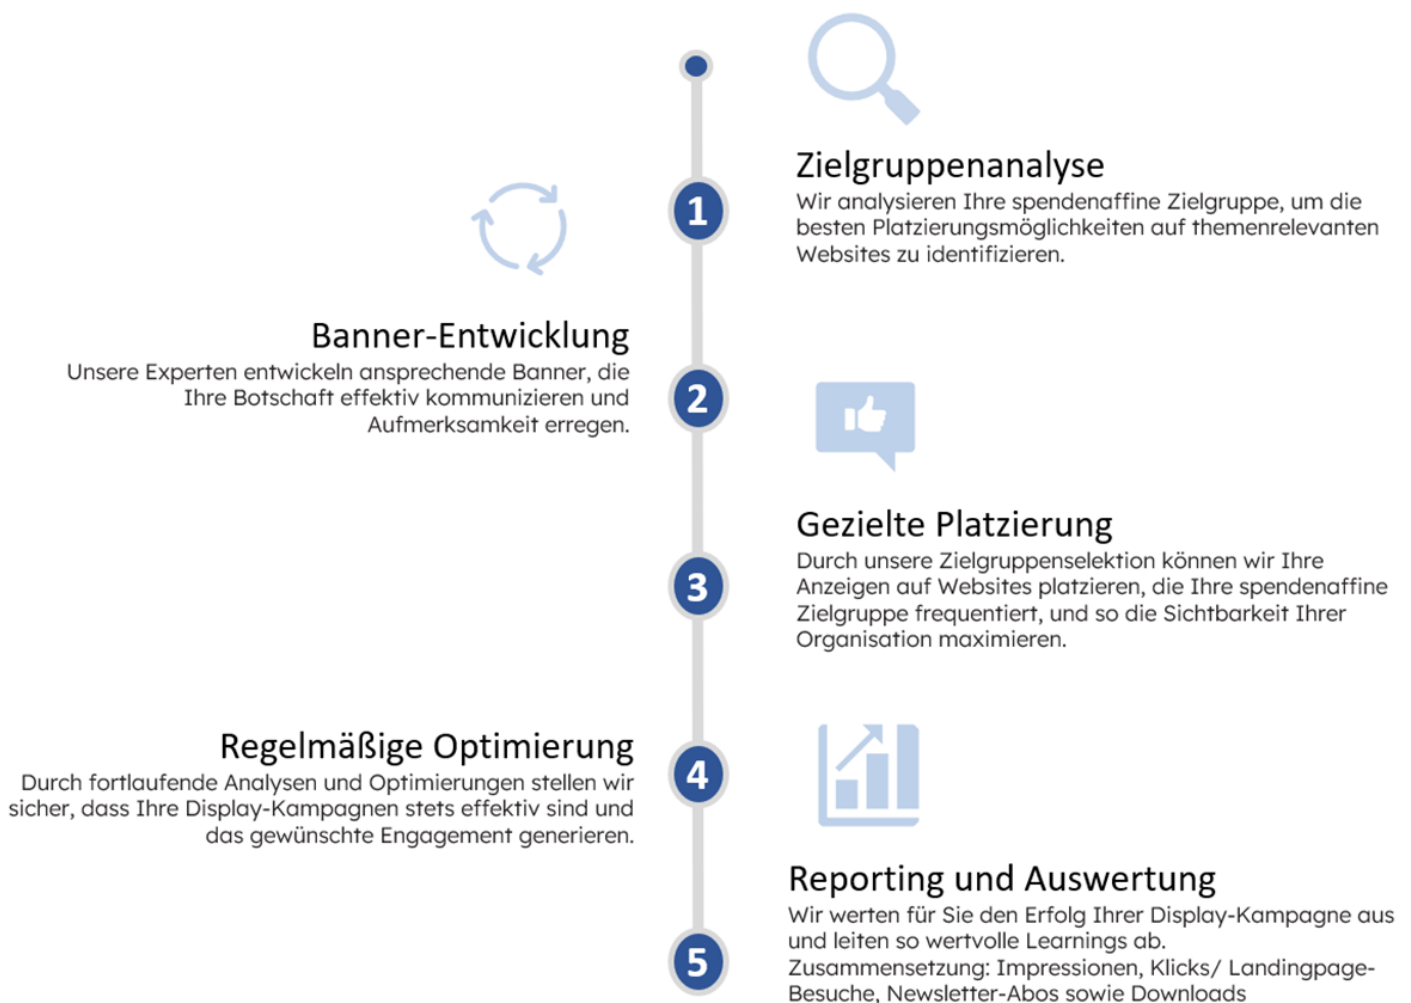 1
Zielgruppenanalyse
Wir analysieren Ihre spendenaffine Zielgruppe, um die
besten Platzierungsmöglichkeiten auf themenrelevanten
Websites zu identifizieren.
2
Banner-Entwicklung
Unsere Experten entwickeln ansprechende Banner, die
Ihre Botschaft effektiv kommunizieren und
Aufmerksamkeit erregen.
3
Gezielte Platzierung
Durch unsere Zielgruppenselektion können wir Ihre
Anzeigen auf Websites platzieren, die Ihre spendenaffine
Zielgruppe frequentiert, und so die Sichtbarkeit Ihrer
Organisation maximieren.
4
Regelmäßige Optimierung
Durch fortlaufende Analysen und Optimierungen stellen wir
sicher, dass Ihre Display-Kampagnen stets effektiv sind und
das gewünschte Engagement generieren.
5
Reporting und Auswertung
Wir werten für Sie den Erfolg Ihrer Display-Kampagne aus
und leiten so wertvolle Learnings ab.
Zusammensetzung: Impressionen, Klicks/ Landingpage-
Besuche, Newsletter-Abos sowie Downloads